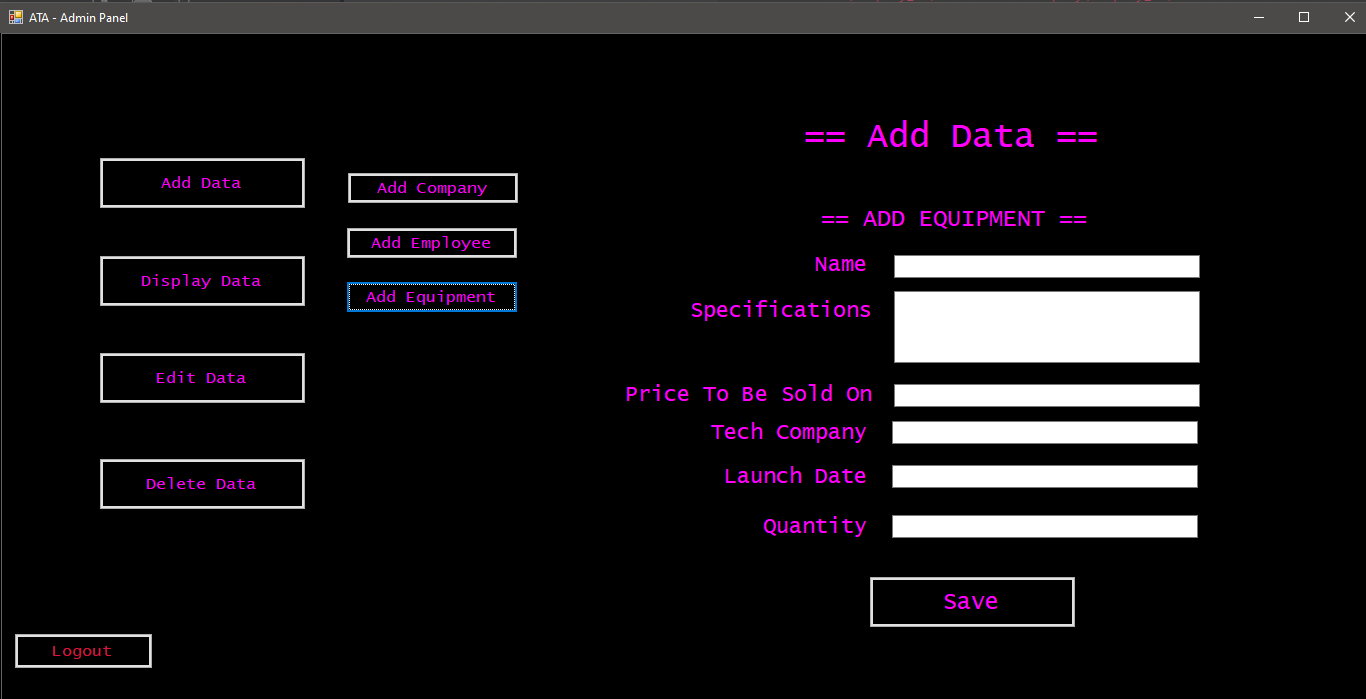 ATA - Admin Panel
Add Data
Display Data
Edit Data
Delete Data
Logout
Add Company
Add Employee
Add Equipment
== Add Data ==
== ADD EQUIPMENT ==
Name
Specifications
Price To Be Sold On
Tech Company
Launch Date
Quantity
Save